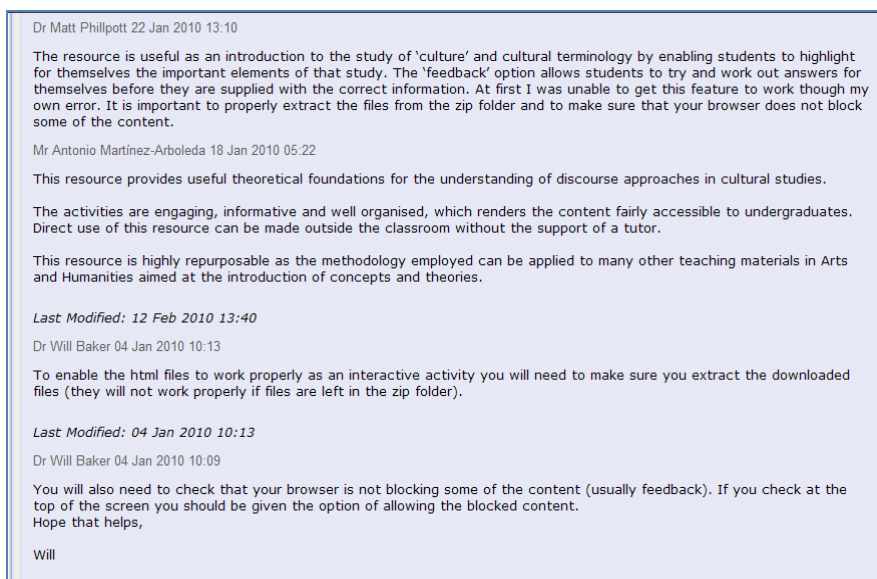 Dr Matt Phillpott 22 Jan 2010 13:10
The resource is useful as an introduction to the study of ‘culture’ and cultural terminology by enabling students to highlight
for themselves the important elements of that study. The ‘feedback’ option allows students to try and work out answers for
themselves before they are supplied with the correct information. At first I was unable to get this feature to work though my
own error. It is important to properly extract the files from the zip folder and to make sure that your browser does not block
some of the content.
Mr Antonio Martínez-Arboleda 18 Jan 2010 05:22
This resource provides useful theoretical foundations for the understanding of discourse approaches in cultural studies.
The activities are engaging, informative and well organised, which renders the content fairly accessible to undergraduates.
Direct use of this resource can be made outside the classroom without the support of a tutor.
This resource is highly repurposable as the methodology employed can be applied to many other teaching materials in Arts
and Humanities aimed at the introduction of concepts and theories.
Last Modified: 12 Feb 2010 13:40
Dr Will Baker 04 Jan 2010 10:13
To enable the html files to work properly as an interactive activity you will need to make sure you extract the downloaded
files (they will not work properly if files are left in the zip folder).
Last Modified: 04 Jan 2010 10:13
Dr Will Baker 04 Jan 2010 10:09
You will also need to check that your browser is not blocking some of the content (usually feedback). If you check at the
top of the screen you should be given the option of allowing the blocked content.
Hope that helps,
Will